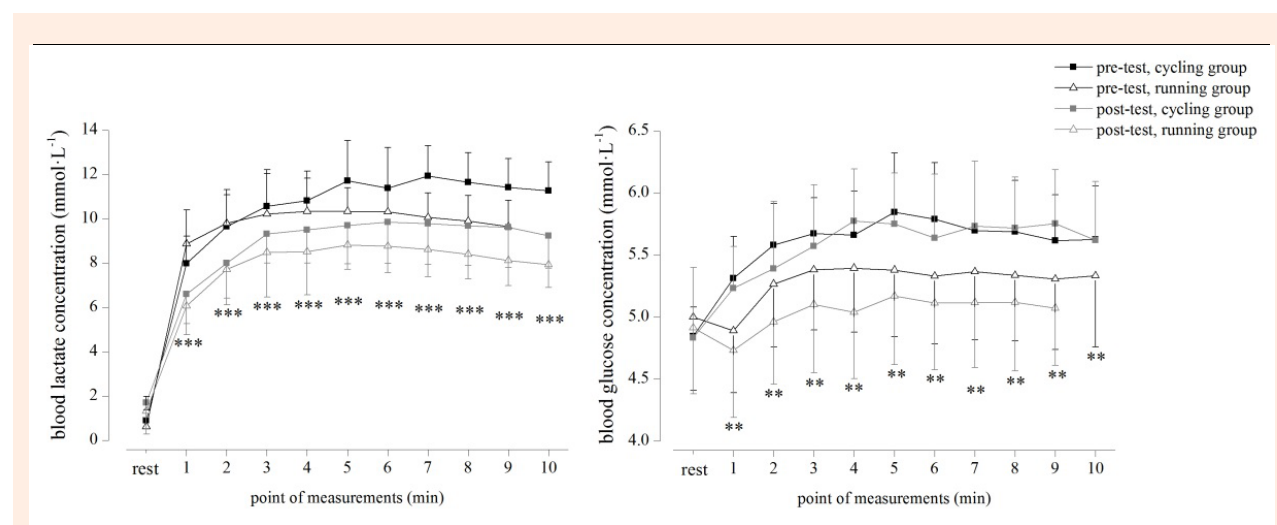 pre-test, cycling group
pre-test, running group
post-test, cycling group
post-test, running group
blood lactate concentration (mmol·L⁻¹)
14
12
10
8
6
4
2
0
*** *** *** *** *** *** *** *** *** ***
rest 1 2 3 4 5 6 7 8 9 10
point of measurements (min)
blood glucose concentration (mmol·L⁻¹)
6.5
6.0
5.5
5.0
4.5
4.0
** ** ** ** ** ** ** ** ** **
rest 1 2 3 4 5 6 7 8 9 10
point of measurements (min)